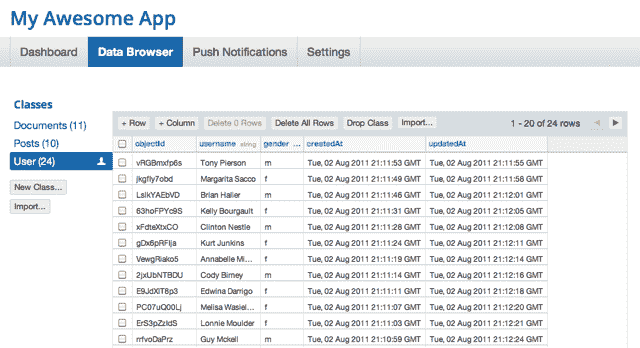 My Awesome App
Dashboard Data Browser Push Notifications Settings
Classes
Documents (11)
Posts (10)
User (24)
New Class...
Import...
+ Row + Column Delete 0 Rows Delete All Rows Drop Class Import... 1 - 20 of 24 rows
objectId username string gender ... createdAt updatedAt
vRGBmxfp6s Tony Pierson m Tue, 02 Aug 2011 21:11:53 GMT Tue, 02 Aug 2011 21:11:55 GMT
jkgfly7obd Margarita Sacco f Tue, 02 Aug 2011 21:11:49 GMT Tue, 02 Aug 2011 21:11:56 GMT
LslkYAEbVD Brian Haller m Tue, 02 Aug 2011 21:11:46 GMT Tue, 02 Aug 2011 21:12:01 GMT
63hoFPYc9S Kelly Bourgault f Tue, 02 Aug 2011 21:11:31 GMT Tue, 02 Aug 2011 21:12:05 GMT
xFdteXtxCO Clinton Nestle m Tue, 02 Aug 2011 21:11:28 GMT Tue, 02 Aug 2011 21:12:08 GMT
gDx6pRFlja Kurt Junkins f Tue, 02 Aug 2011 21:11:24 GMT Tue, 02 Aug 2011 21:12:11 GMT
VewgRiako5 Annabelle Mi... f Tue, 02 Aug 2011 21:11:19 GMT Tue, 02 Aug 2011 21:12:14 GMT
2jxUbNTBDU Cody Birney m Tue, 02 Aug 2011 21:11:14 GMT Tue, 02 Aug 2011 21:12:16 GMT
E9JdXlT8p3 Edwina Darrigo f Tue, 02 Aug 2011 21:11:11 GMT Tue, 02 Aug 2011 21:12:18 GMT
PC07uQ00Lj Melisa Wasiel... f Tue, 02 Aug 2011 21:11:07 GMT Tue, 02 Aug 2011 21:12:20 GMT
ErS3pZzldS Lonnie Moulder f Tue, 02 Aug 2011 21:11:03 GMT Tue, 02 Aug 2011 21:12:21 GMT
rrfvoDaPrz Guy Mckell m Tue, 02 Aug 2011 21:10:59 GMT Tue, 02 Aug 2011 21:12:24 GMT